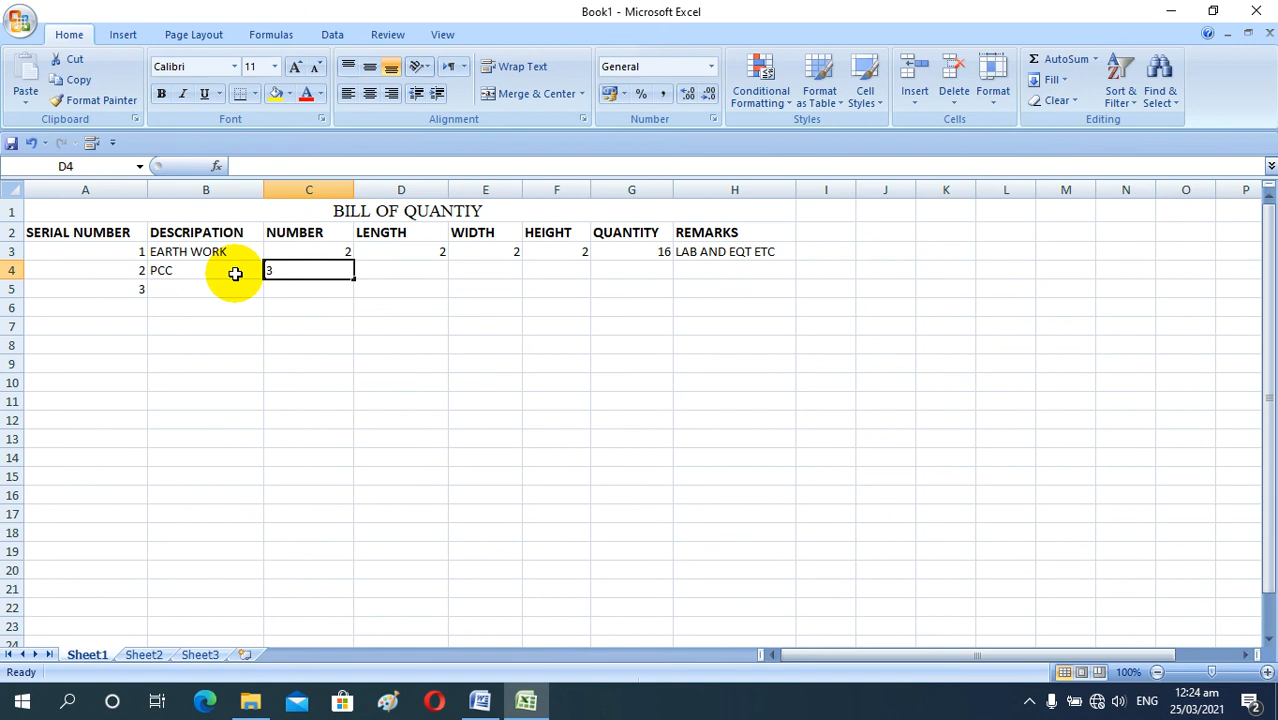 Book1 - Microsoft Excel
Home Insert Page Layout Formulas Data Review View
Paste Cut Copy Format Painter Clipboard
Calibri 11 B I U Font
Wrap Text Merge & Center Alignment
General % , Number
Conditional Formatting Format as Table Cell Styles Styles
Insert Delete Format Cells
AutoSum Fill Clear Sort & Filter Find & Select Editing
D4 fx
A B C D E F G H I J K L M N O P
1 BILL OF QUANTIY
2 SERIAL NUMBER DESCRIPATION NUMBER LENGTH WIDTH HEIGHT QUANTITY REMARKS
3 1 EARTH WORK 2 2 2 2 16 LAB AND EQT ETC
4 2 PCC 3
5 3
6
7
8
9
10
11
12
13
14
15
16
17
18
19
20
21
22
23
24
Sheet1 Sheet2 Sheet3
Ready 100%
ENG 12:24 am
25/03/2021 2